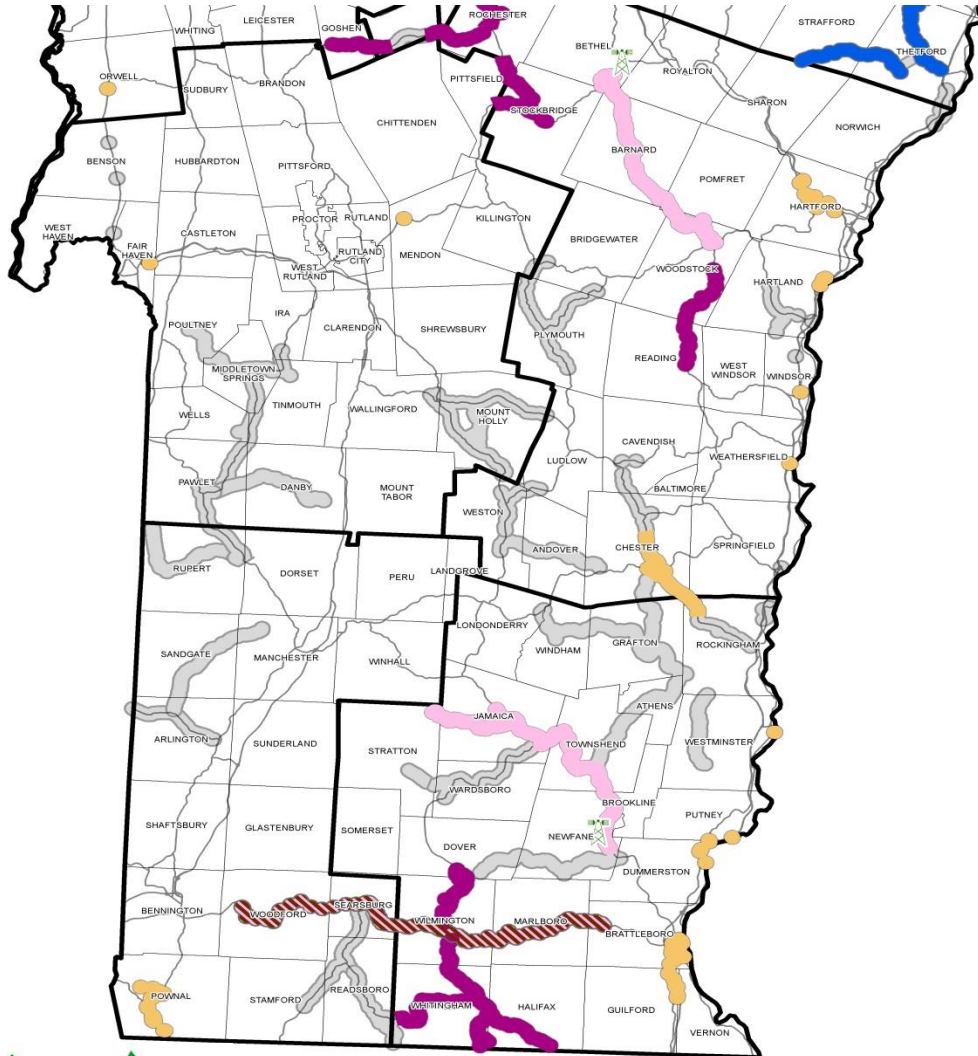 ROCHESTER
LEICESTER
WHITING
GOSHEN
STRAFFORD
BETHEL
THETFORD
ROYALTON
ORWELL
SUDBURY
BRANDON
PITTSFIELD
STOCKBRIDGE
SHARON
CHITTENDEN
NORWICH
BARNARD
BENSON
HUBBARDTON
PITTSFORD
POMFRET
HARTFORD
PROCTOR
RUTLAND
KILLINGTON
WEST
HAVEN
CASTLETON
BRIDGEWATER
FAIR
HAVEN
RUTLAND
CITY
MENDON
WEST
RUTLAND
WOODSTOCK
HARTLAND
IRA
POULTNEY
CLARENDON
SHREWSBURY
PLYMOUTH
READING
WEST
WINDSOR
WINDSOR
MIDDLETOWN
SPRINGS
TINMOUTH
WALLINGFORD
MOUNT
HOLLY
WELLS
CAVENDISH
LUDLOW
WEATHERSFIELD
PAWLET
DANBY
MOUNT
TABOR
BALTIMORE
WESTON
ANDOVER
CHESTER
SPRINGFIELD
RUPERT
DORSET
PERU
LANDGROVE
LONDONDERRY
WINDHAM
GRAFTON
ROCKINGHAM
SANDGATE
MANCHESTER
WINHALL
ATHENS
JAMAICA
ARLINGTON
SUNDERLAND
STRATTON
TOWNSHEND
WESTMINSTER
WARDSBORO
BROOKLINE
SHAFTSBURY
GLASTENBURY
SOMERSET
NEWFANE
PUTNEY
DOVER
DUMMERSTON
BENNINGTON
WOODFORD
SEARSBURG
WILMINGTON
MARLBORO
BRATTLEBORO
POWNAL
STAMFORD
READSBORO
WHITINGHAM
HALIFAX
GUILFORD
VERNON